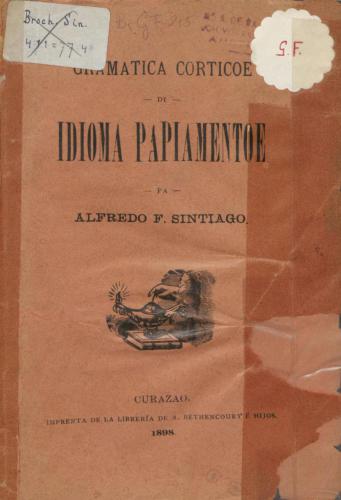 Broch. Sin.
G.F.
GRAMATICA CORTICOE
— DI —
IDIOMA PAPIAMENTOE
— PA —
ALFREDO F. SINTIAGO.
CURAZAO.
IMPRENTA DE LA LIBRERÍA DE A. BETHENCOURT É HIJOS.
1898.